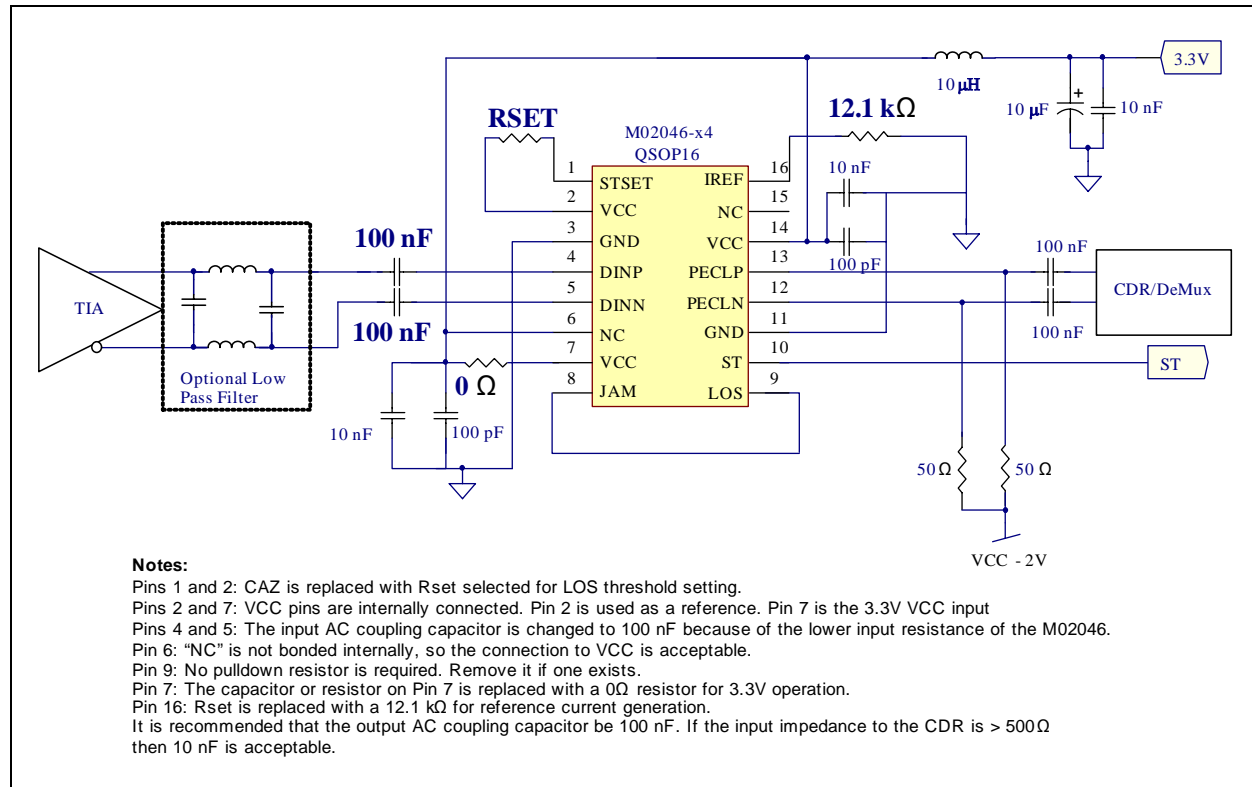 3.3V
10 µH
10 µF
+
10 nF
RSET
12.1 kΩ
M02046-x4
QSOP16
1
STSET
2
VCC
3
GND
4
DINP
5
DINN
6
NC
7
VCC
8
JAM
16
IREF
15
NC
14
VCC
13
PECLP
12
PECLN
11
GND
10
ST
9
LOS
10 nF
100 pF
100 nF
100 nF
TIA
Optional Low
Pass Filter
0 Ω
10 nF
100 pF
100 nF
100 nF
CDR/DeMux
ST
50 Ω
50 Ω
VCC - 2V
Notes:
Pins 1 and 2: CAZ is replaced with Rset selected for LOS threshold setting.
Pins 2 and 7: VCC pins are internally connected. Pin 2 is used as a reference. Pin 7 is the 3.3V VCC input
Pins 4 and 5: The input AC coupling capacitor is changed to 100 nF because of the lower input resistance of the M02046.
Pin 6: “NC” is not bonded internally, so the connection to VCC is acceptable.
Pin 9: No pulldown resistor is required. Remove it if one exists.
Pin 7: The capacitor or resistor on Pin 7 is replaced with a 0Ω resistor for 3.3V operation.
Pin 16: Rset is replaced with a 12.1 kΩ for reference current generation.
It is recommended that the output AC coupling capacitor be 100 nF. If the input impedance to the CDR is > 500Ω
then 10 nF is acceptable.